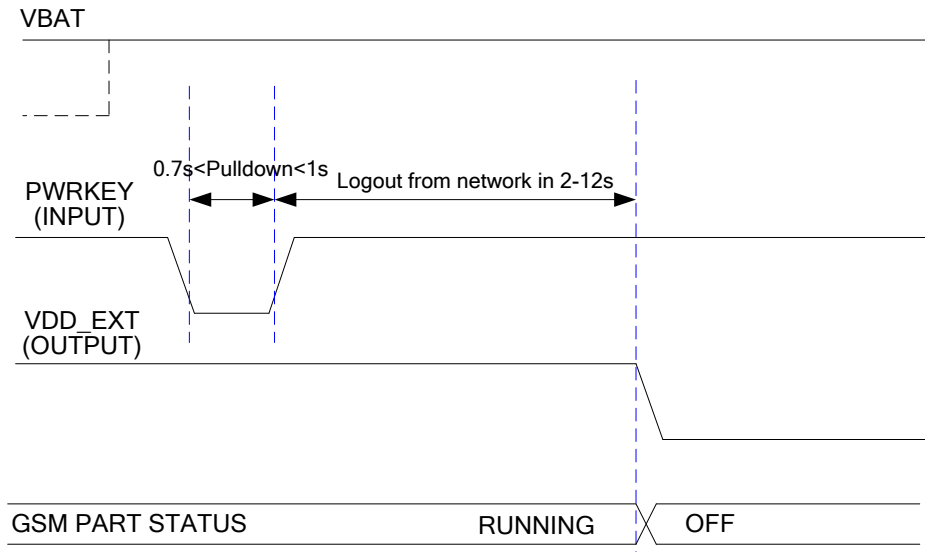 VBAT
0.7s<Pulldown<1s
Logout from network in 2-12s
PWRKEY
(INPUT)
VDD_EXT
(OUTPUT)
GSM PART STATUS
RUNNING
OFF